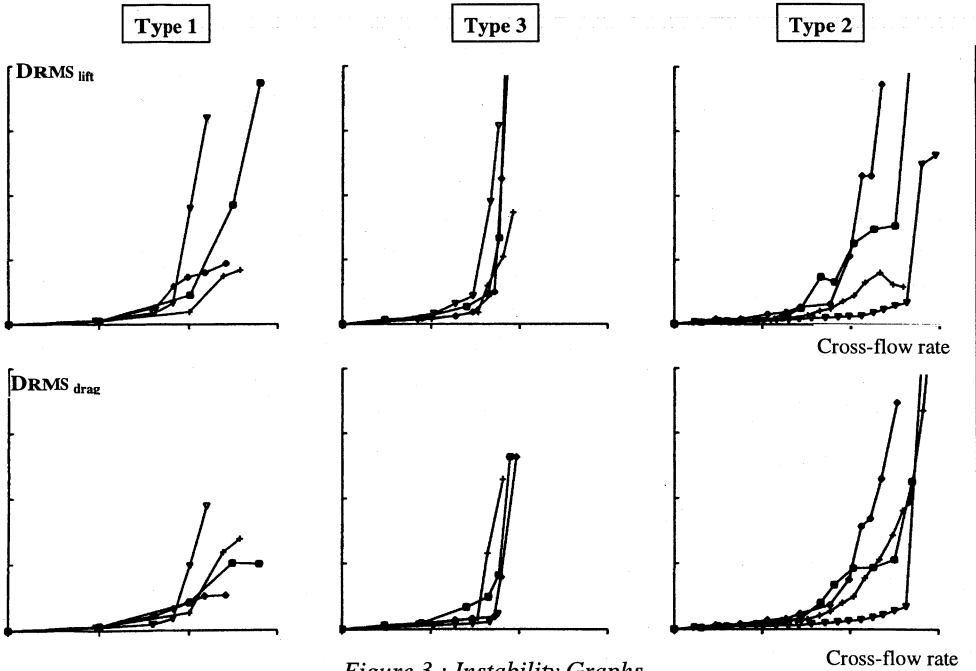 Type 1
Type 3
Type 2
DRMS lift
Cross-flow rate
DRMS drag
Cross-flow rate
Figure 3 : Instability Graphs